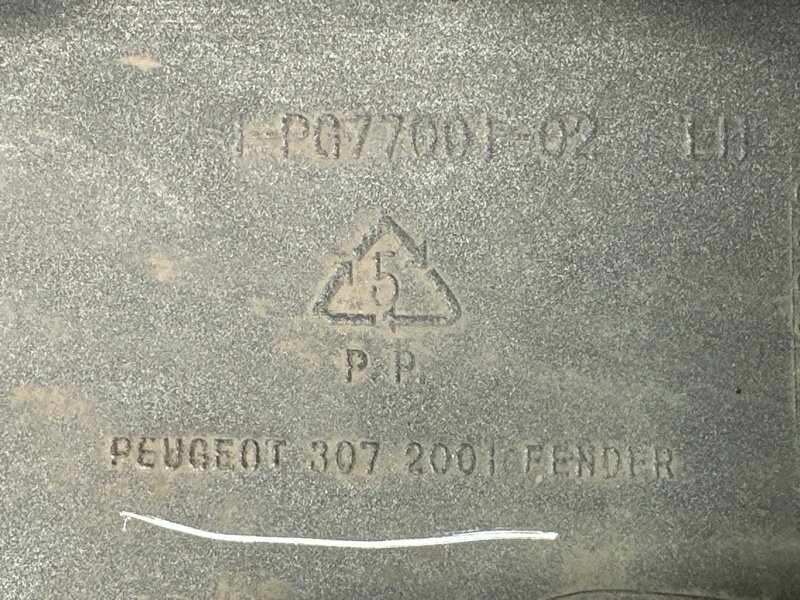 T-PG77001-02 LH
5
P.P.
PEUGEOT 307 2001 FENDER